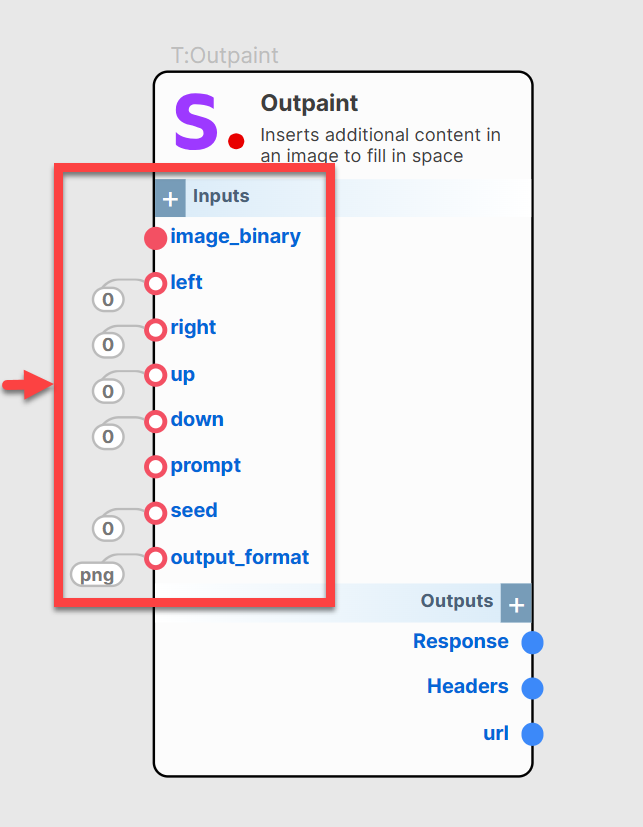 T:Outpaint
S.
Outpaint
Inserts additional content in
an image to fill in space
+ Inputs
image_binary
left
0
right
0
up
0
down
0
prompt
seed
0
output_format
png
Outputs +
Response
Headers
url